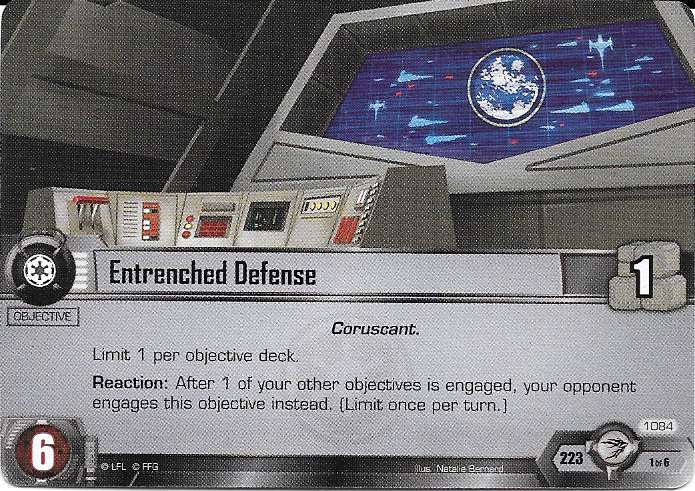 Entrenched Defense
1
OBJECTIVE
Coruscant.
Limit 1 per objective deck.
Reaction: After 1 of your other objectives is engaged, your opponent
engages this objective instead. (Limit once per turn.)
6
© LFL © FFG
Illus. Natalie Bernard
1084
223
1 OF 6